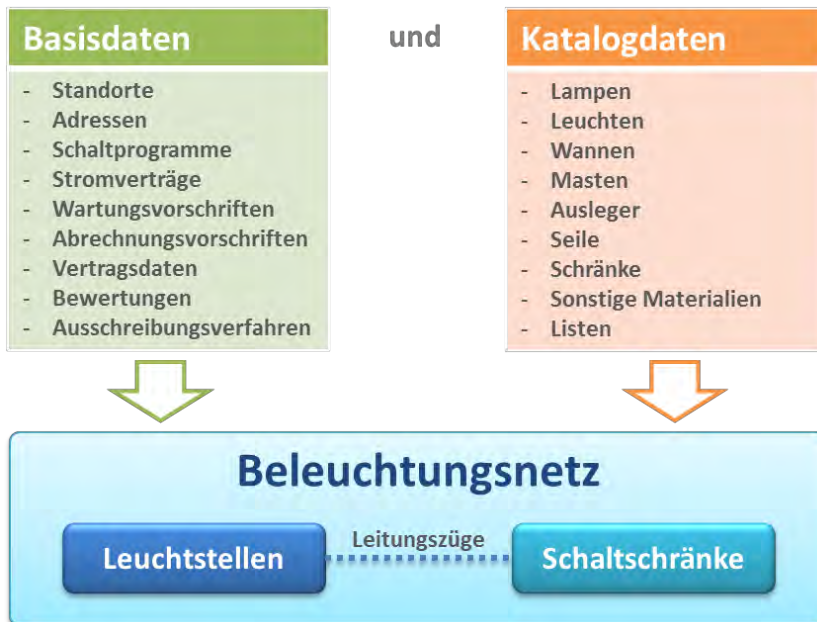 Basisdaten
und
Katalogdaten
- Standorte
- Adressen
- Schaltprogramme
- Stromverträge
- Wartungsvorschriften
- Abrechnungsvorschriften
- Vertragsdaten
- Bewertungen
- Ausschreibungsverfahren
- Lampen
- Leuchten
- Wannen
- Masten
- Ausleger
- Seile
- Schränke
- Sonstige Materialien
- Listen
Beleuchtungsnetz
Leuchtstellen
Leitungszüge
Schaltschränke